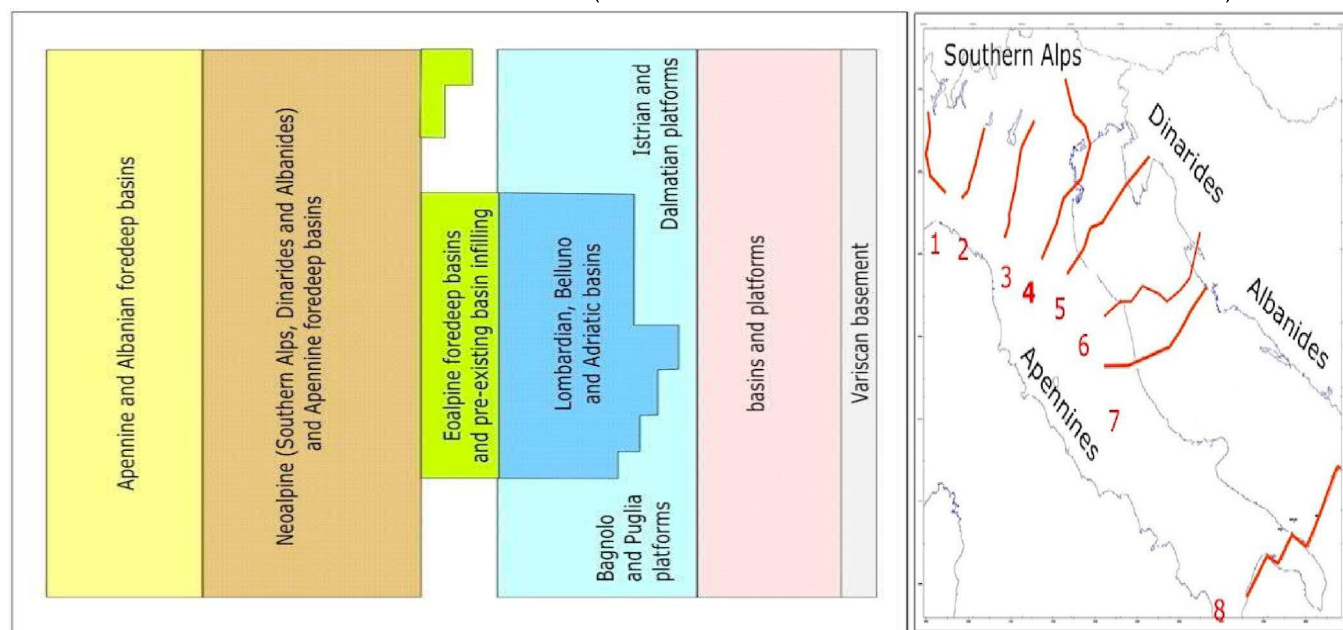 Apennine and Albanian foredeep basins
Neoalpine (Southern Alps, Dinarides and Albanides)
and Apennine foredeep basins
Eoalpine foredeep basins
and pre-existing basin infilling
Lombardian, Belluno
and Adriatic basins
Istrian and
Dalmatian platforms
Bagnolo
and Puglia
platforms
basins and platforms
Variscan basement
Southern Alps
Dinarides
Albanides
Apennines
1
2
3
4
5
6
7
8